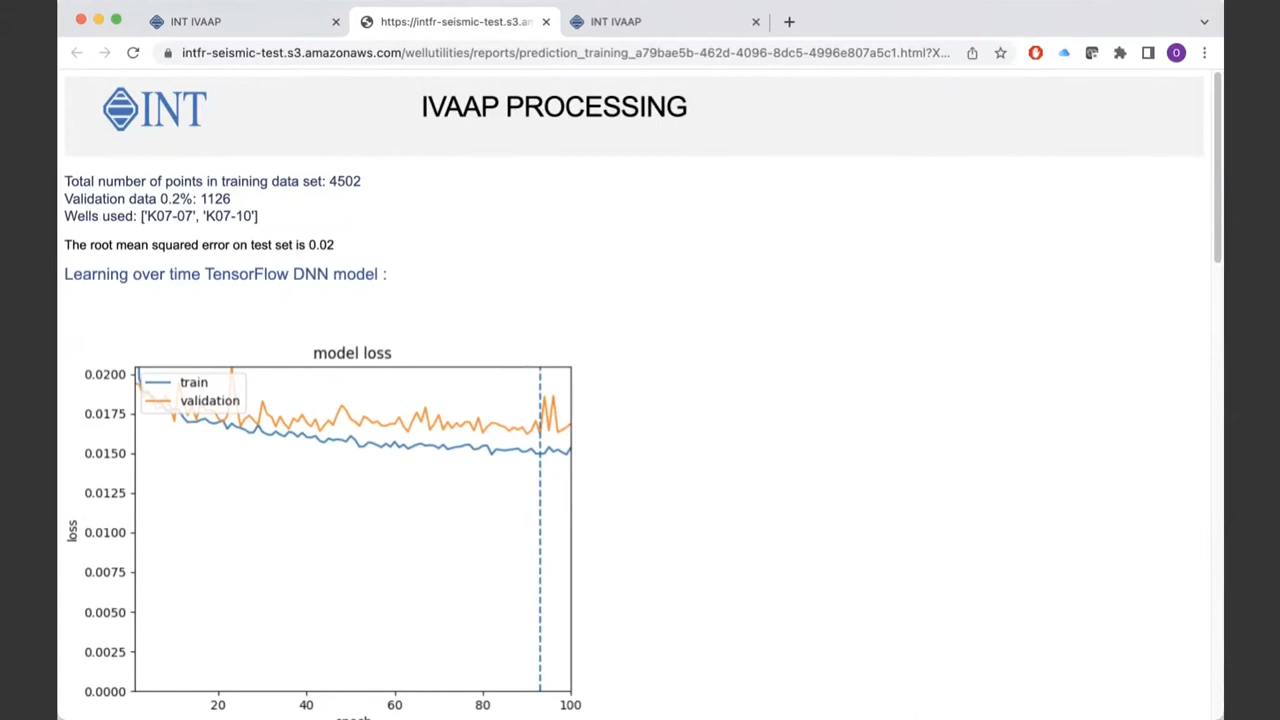 INT IVAAP
https://intfr-seismic-test.s3.an
INT IVAAP
intfr-seismic-test.s3.amazonaws.com/wellutilities/reports/prediction_training_a79bae5b-462d-4096-8dc5-4996e807a5c1.html?X...
O
INT
IVAAP PROCESSING
Total number of points in training data set: 4502
Validation data 0.2%: 1126
Wells used: ['K07-07', 'K07-10']
The root mean squared error on test set is 0.02
Learning over time TensorFlow DNN model :
model loss
train
validation
0.0200
0.0175
0.0150
0.0125
0.0100
0.0075
0.0050
0.0025
0.0000
loss
20
40
60
80
100